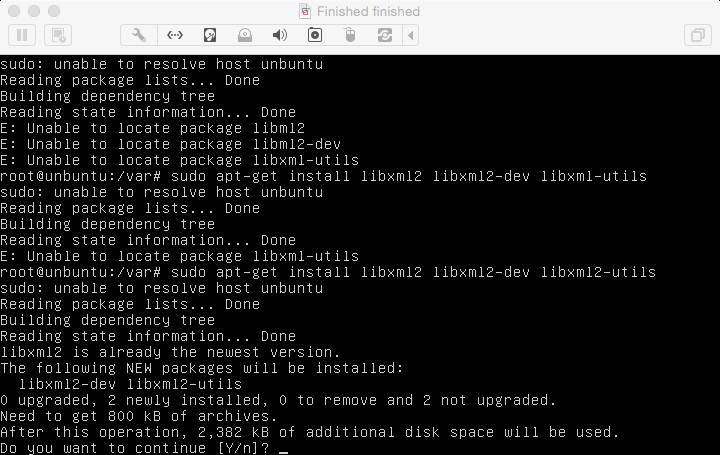 Finished finished
sudo: unable to resolve host unbuntu
Reading package lists... Done
Building dependency tree
Reading state information... Done
E: Unable to locate package libml2
E: Unable to locate package libml2-dev
E: Unable to locate package libxml-utils
root@unbuntu:/var# sudo apt-get install libxml2 libxml2-dev libxml-utils
sudo: unable to resolve host unbuntu
Reading package lists... Done
Building dependency tree
Reading state information... Done
E: Unable to locate package libxml-utils
root@unbuntu:/var# sudo apt-get install libxml2 libxml2-dev libxml2-utils
sudo: unable to resolve host unbuntu
Reading package lists... Done
Building dependency tree
Reading state information... Done
libxml2 is already the newest version.
The following NEW packages will be installed:
  libxml2-dev libxml2-utils
0 upgraded, 2 newly installed, 0 to remove and 2 not upgraded.
Need to get 800 kB of archives.
After this operation, 2,382 kB of additional disk space will be used.
Do you want to continue [Y/n]? _